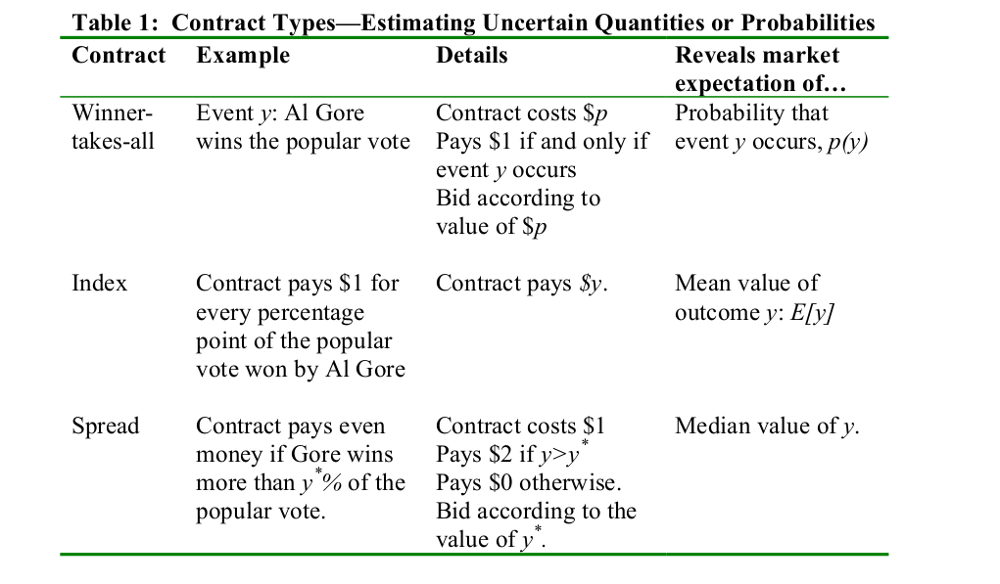 Table 1:  Contract Types—Estimating Uncertain Quantities or Probabilities
Contract Example Details Reveals market
expectation of…
Winner- Event y: Al Gore Contract costs $p Probability that
takes-all wins the popular vote Pays $1 if and only if event y occurs, p(y)
event y occurs
Bid according to
value of $p
Index Contract pays $1 for Contract pays $y. Mean value of
every percentage outcome y: E[y]
point of the popular
vote won by Al Gore
Spread Contract pays even Contract costs $1 Median value of y.
money if Gore wins Pays $2 if y>y*
more than y*% of the Pays $0 otherwise.
popular vote. Bid according to the
value of y*.